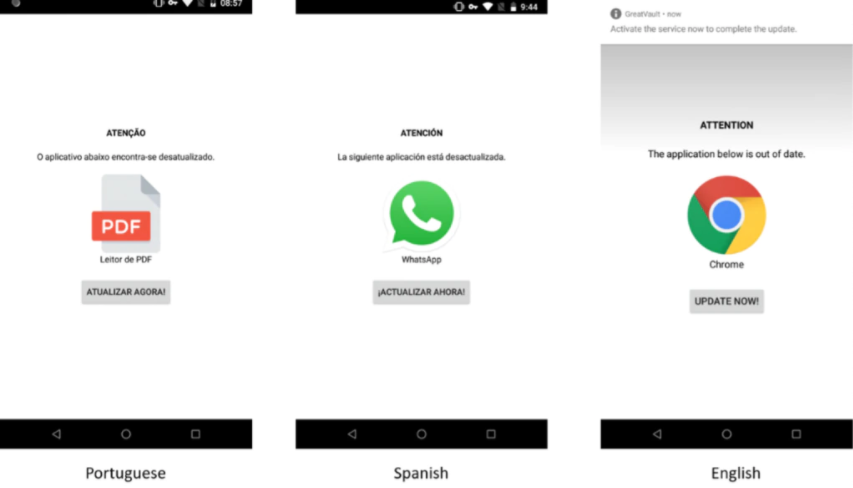 08:57
ATENÇÃO
O aplicativo abaixo encontra-se desatualizado.
PDF
Leitor de PDF
ATUALIZAR AGORA!
Portuguese
9:44
ATENCIÓN
La siguiente aplicación está desactualizada.
WhatsApp
¡ACTUALIZAR AHORA!
Spanish
GreatVault • now
Activate the service now to complete the update.
ATTENTION
The application below is out of date.
Chrome
UPDATE NOW!
English